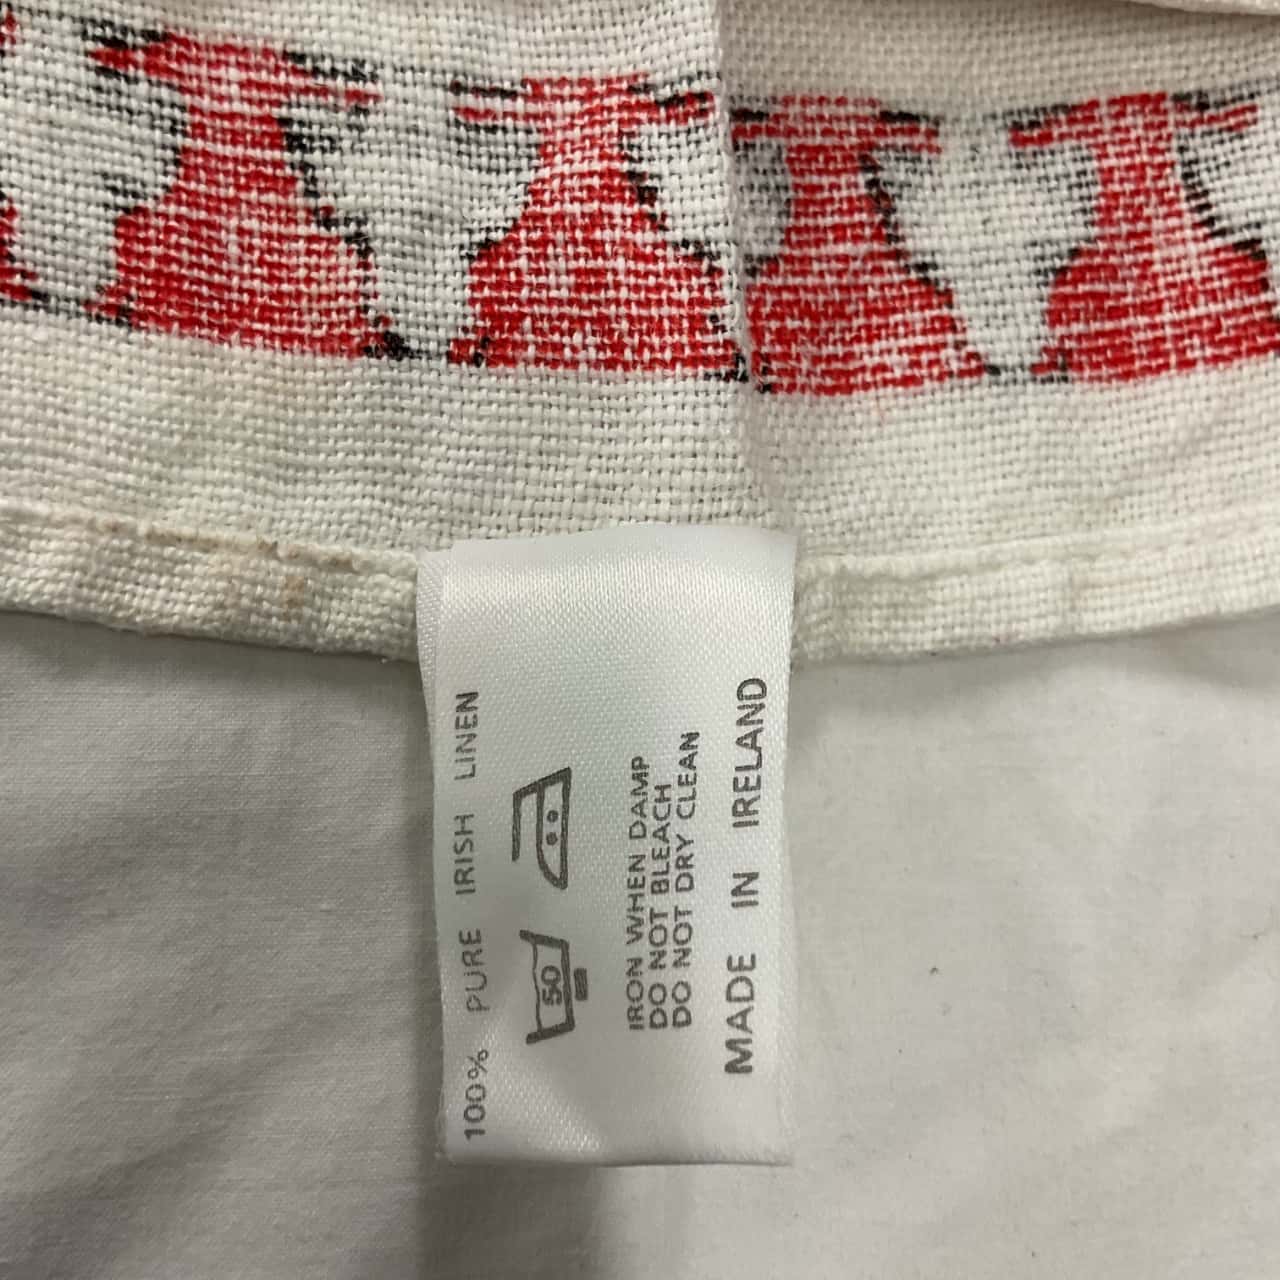 100% PURE IRISH LINEN
50
IRON WHEN DAMP
DO NOT BLEACH
DO NOT DRY CLEAN
MADE IN IRELAND